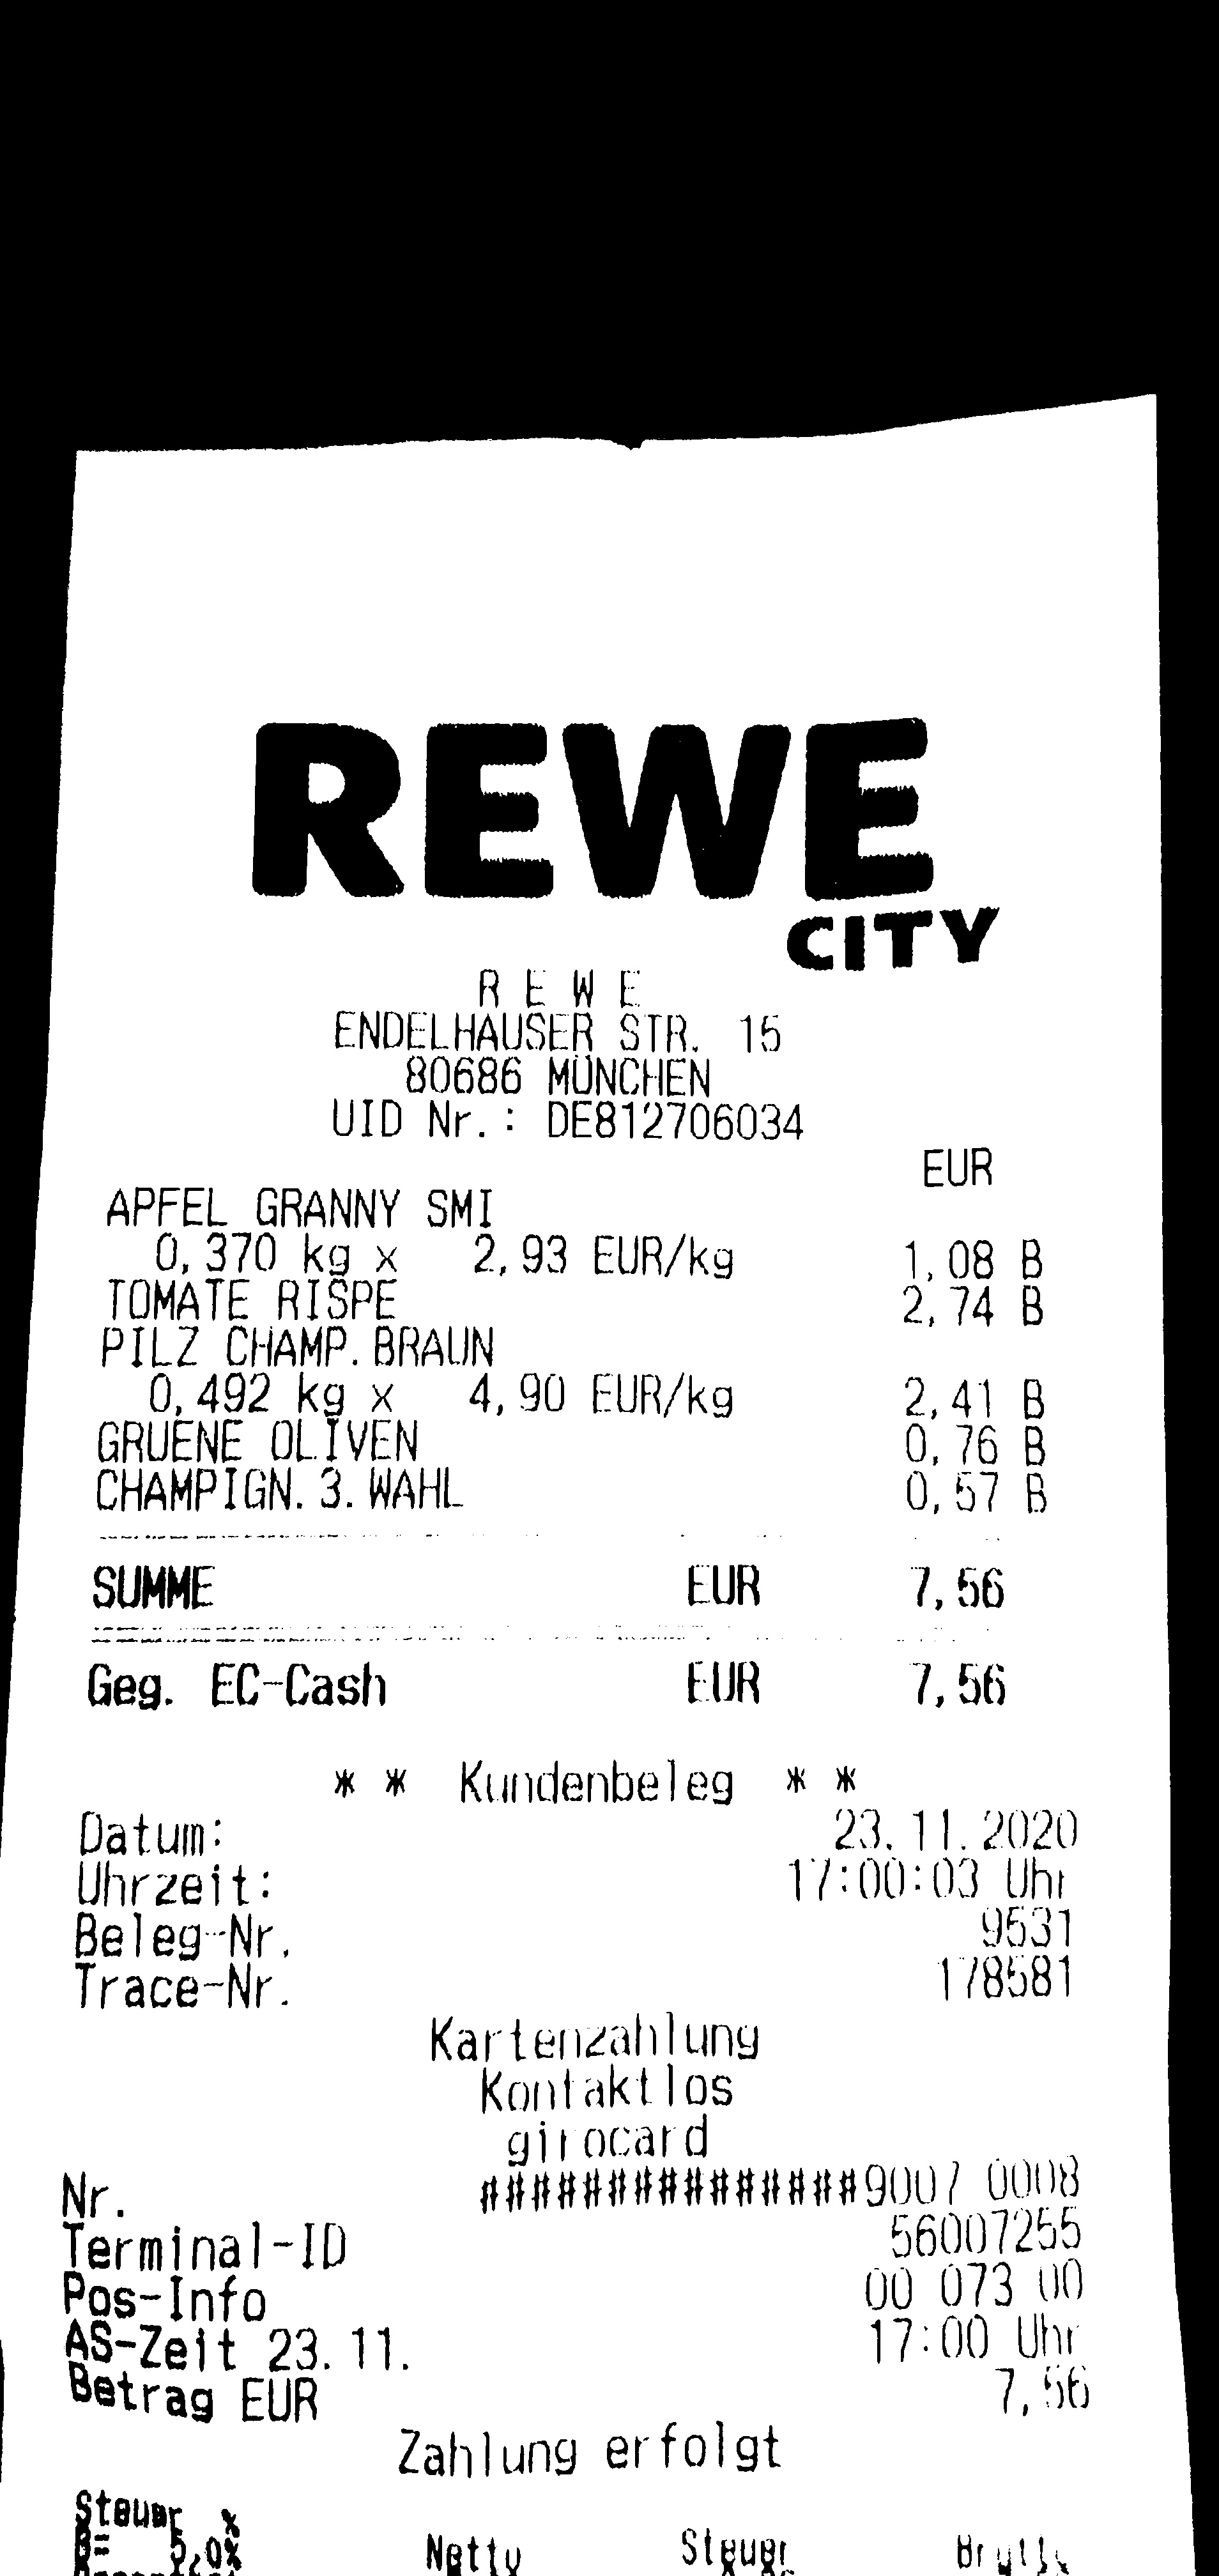 REWE
CITY
R E W E
ENDELHAUSER STR. 15
80686 MÜNCHEN
UID Nr.: DE812706034
EUR
APFEL GRANNY SMI
0,370 kg x 2,93 EUR/kg 1,08 B
TOMATE RISPE 2,74 B
PILZ CHAMP.BRAUN
0,492 kg x 4,90 EUR/kg 2,41 B
GRUENE OLIVEN 0,76 B
CHAMPIGN.3.WAHL 0,57 B
SUMME EUR 7,56
Geg. EC-Cash EUR 7,56
* * Kundenbeleg * *
Datum: 23.11.2020
Uhrzeit: 17:00:03 Uhr
Beleg-Nr. 9531
Trace-Nr. 178581
Kartenzahlung
Kontaktlos
girocard
Nr. ###############9007 0008
Terminal-ID 56007255
Pos-Info 00 073 00
AS-Zeit 23.11. 17:00 Uhr
Betrag EUR 7,56
Zahlung erfolgt
Steuer % Netto Steuer Brutto
B= 5,0%